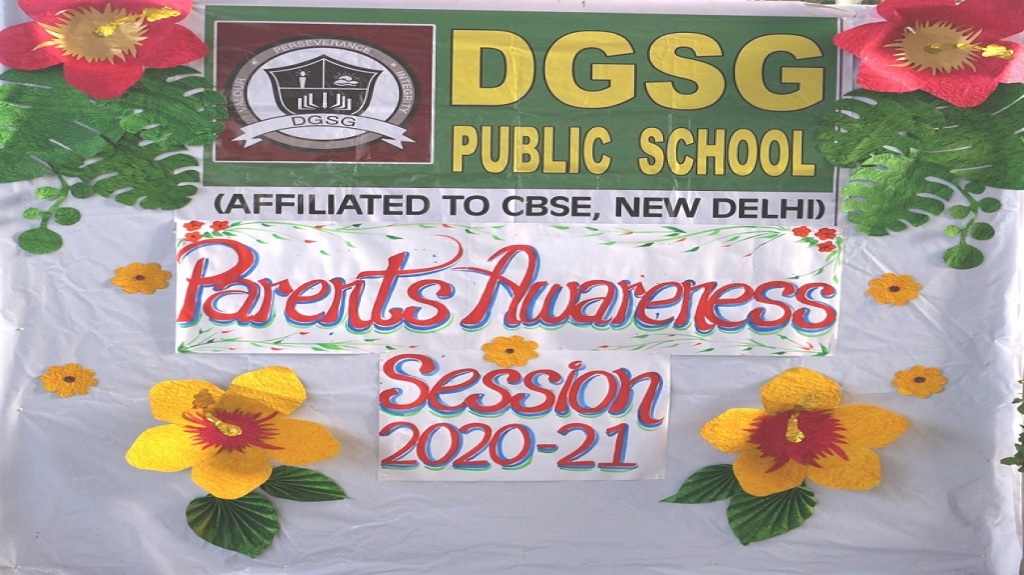 PERSEVERANCE
VALOUR
INTEGRITY
DGSG
DGSG
PUBLIC SCHOOL
(AFFILIATED TO CBSE, NEW DELHI)
Parents Awareness
Session
2020-21